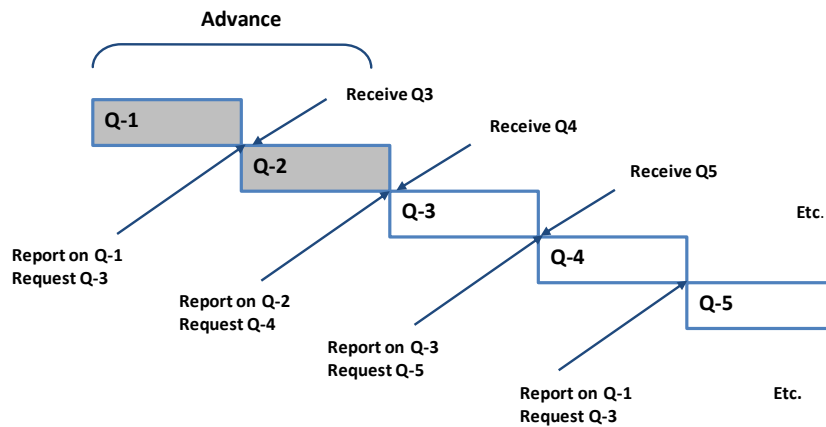 Advance
Receive Q3
Q-1
Receive Q4
Q-2
Receive Q5
Q-3
Etc.
Report on Q-1
Request Q-3
Q-4
Report on Q-2
Request Q-4
Q-5
Report on Q-3
Request Q-5
Report on Q-1
Request Q-3
Etc.